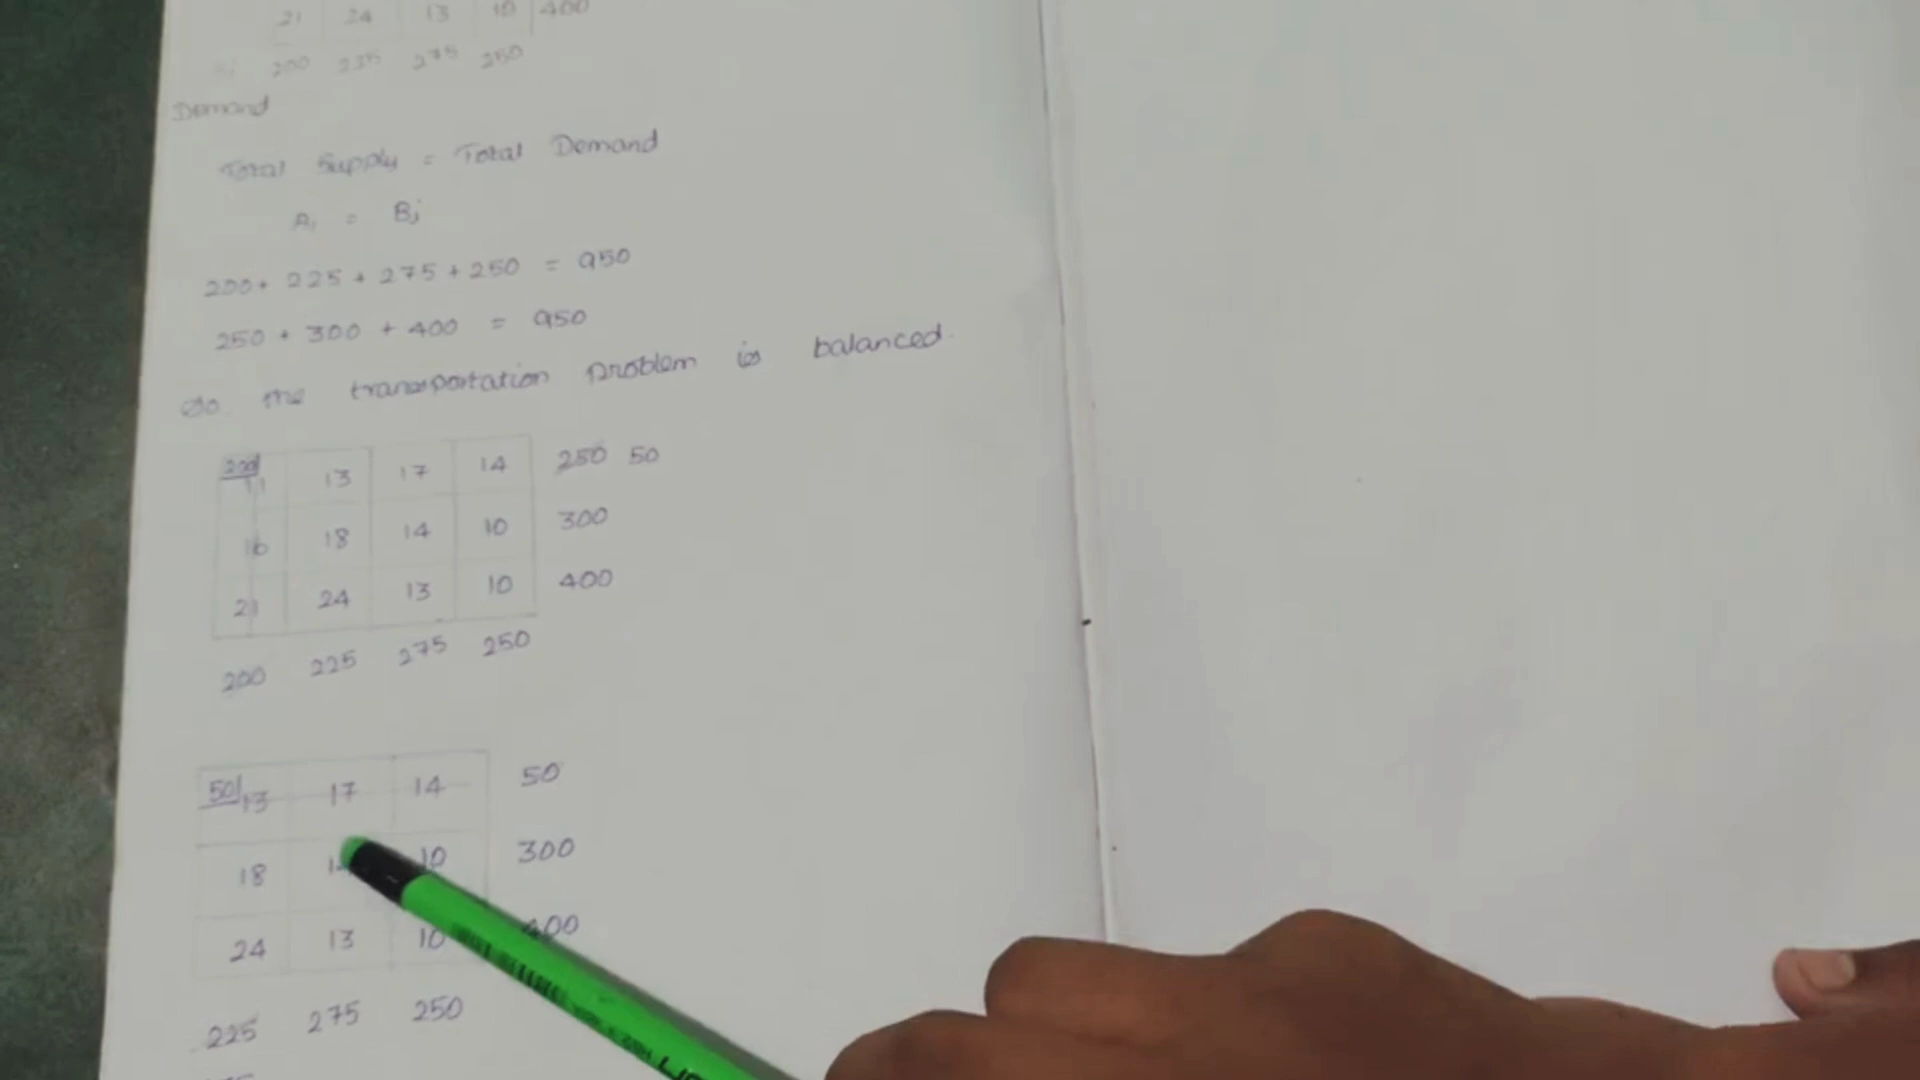 21 24 13 10 400
200 235 275 250
Demand
Total Supply = Total Demand
Ai = Bj
200 + 225 + 275 + 250 = 950
250 + 300 + 400 = 950
So the transportation problem is balanced.
200 11 13 17 14 250 50
16 18 14 10 300
21 24 13 10 400
200 225 275 250
50 13 17 14 50
18 10 300
24 13 10 400
225 275 250